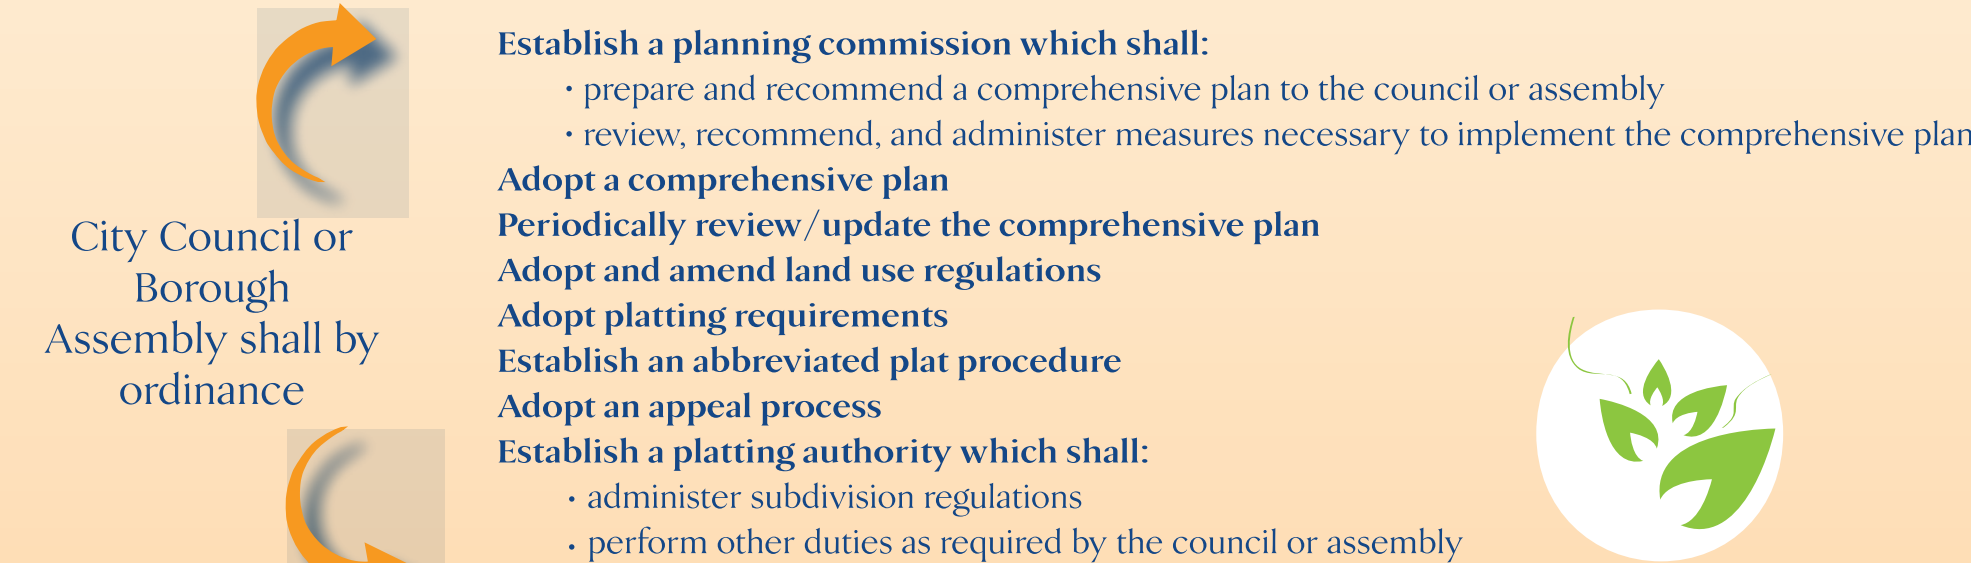 City Council or
Borough
Assembly shall by
ordinance
Establish a planning commission which shall:
• prepare and recommend a comprehensive plan to the council or assembly
• review, recommend, and administer measures necessary to implement the comprehensive plan
Adopt a comprehensive plan
Periodically review/update the comprehensive plan
Adopt and amend land use regulations
Adopt platting requirements
Establish an abbreviated plat procedure
Adopt an appeal process
Establish a platting authority which shall:
• administer subdivision regulations
• perform other duties as required by the council or assembly